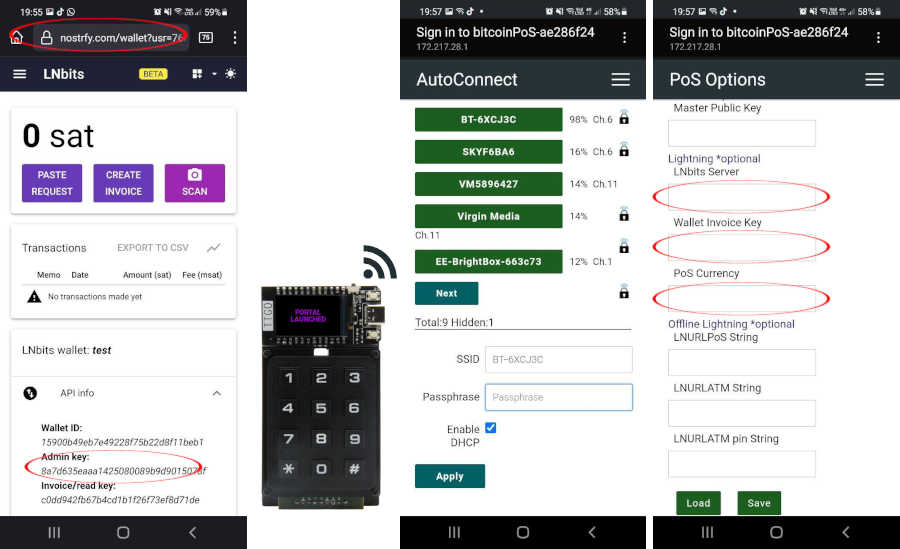 19:55
59%
nostrfy.com/wallet?usr=76
75
LNbits
BETA
0 sat
PASTE REQUEST
CREATE INVOICE
SCAN
Transactions
EXPORT TO CSV
Memo Date Amount (sat) Fee (msat)
No transactions made yet
LNbits wallet: test
API info
Wallet ID:
15900b49eb7e49228f75b22d8f11beb1
Admin key:
8a7d635eaaa1425080089b9d9015078f
Invoice/read key:
c0dd942fb67b4cd1b1f26f73ef8d71de
TTGO
PORTAL
LAUNCHED
1 2 3
4 5 6
7 8 9
* 0 #
19:57
58%
Sign in to bitcoinPoS-ae286f24
172.217.28.1
AutoConnect
BT-6XCJ3C 98% Ch.6
SKYF6BA6 16% Ch.6
VM5896427 14% Ch.11
Virgin Media 14%
Ch.11
EE-BrightBox-663c73 12% Ch.1
Next
Total:9 Hidden:1
SSID BT-6XCJ3C
Passphrase Passphrase
Enable
DHCP
Apply
19:57
58%
Sign in to bitcoinPoS-ae286f24
172.217.28.1
PoS Options
Master Public Key
Lightning *optional
LNbits Server
Wallet Invoice Key
PoS Currency
Offline Lightning *optional
LNURLPoS String
LNURLATM String
LNURLATM pin String
Load Save